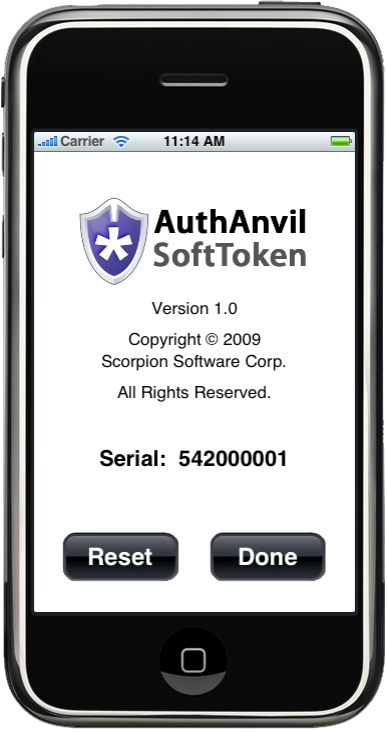 Carrier 11:14 AM
AuthAnvil
SoftToken
Version 1.0
Copyright © 2009
Scorpion Software Corp.
All Rights Reserved.
Serial: 542000001
Reset Done